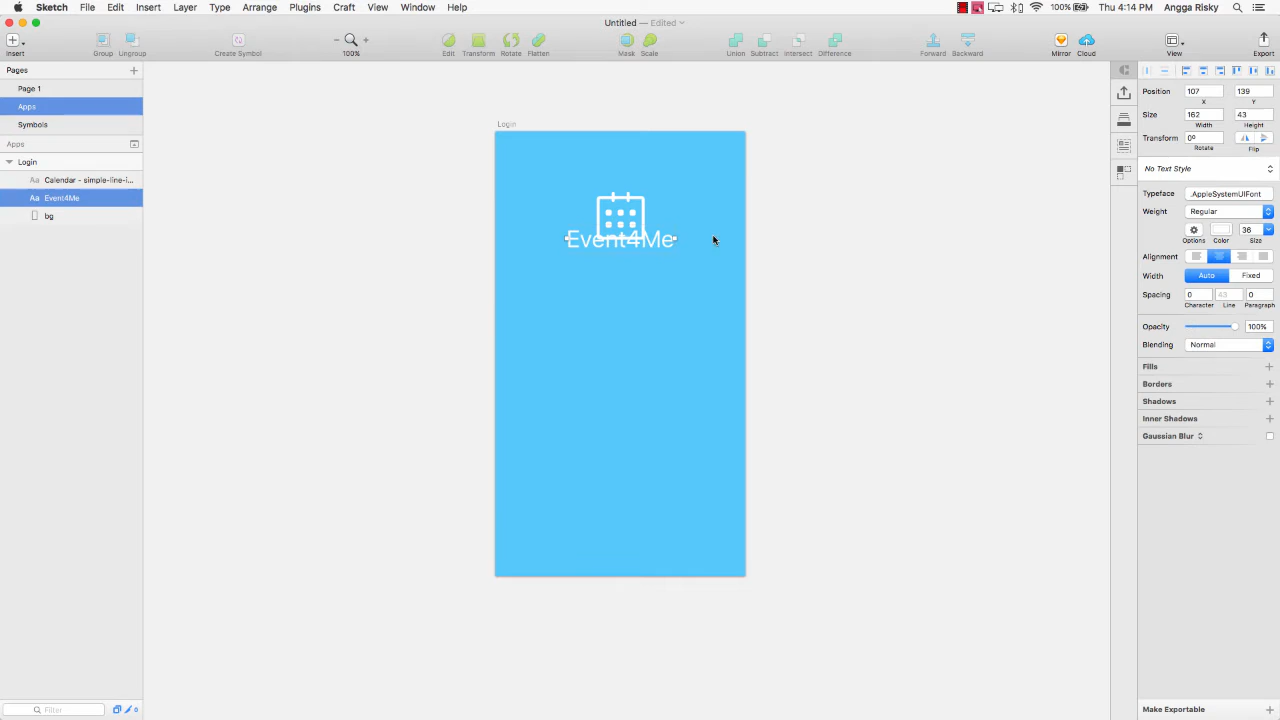 Sketch File Edit Insert Layer Type Arrange Plugins Craft View Window Help 100% Thu 4:14 PM Angga Risky
Untitled — Edited
Insert Group Ungroup Create Symbol 100% Edit Transform Rotate Flatten Mask Scale Union Subtract Intersect Difference Forward Backward Mirror Cloud View Export
Pages
Page 1
Apps
Symbols
Apps
Login
Aa Calendar - simple-line-i...
Aa Event4Me
bg
Filter
0
Login
Event4Me
Position 107 139
X Y
Size 162 43
Width Height
Transform 0º
Rotate Flip
No Text Style
Typeface .AppleSystemUIFont
Weight Regular
36
Options Color Size
Alignment
Width Auto Fixed
Spacing 0 43 0
Character Line Paragraph
Opacity 100%
Blending Normal
Fills
Borders
Shadows
Inner Shadows
Gaussian Blur
Make Exportable